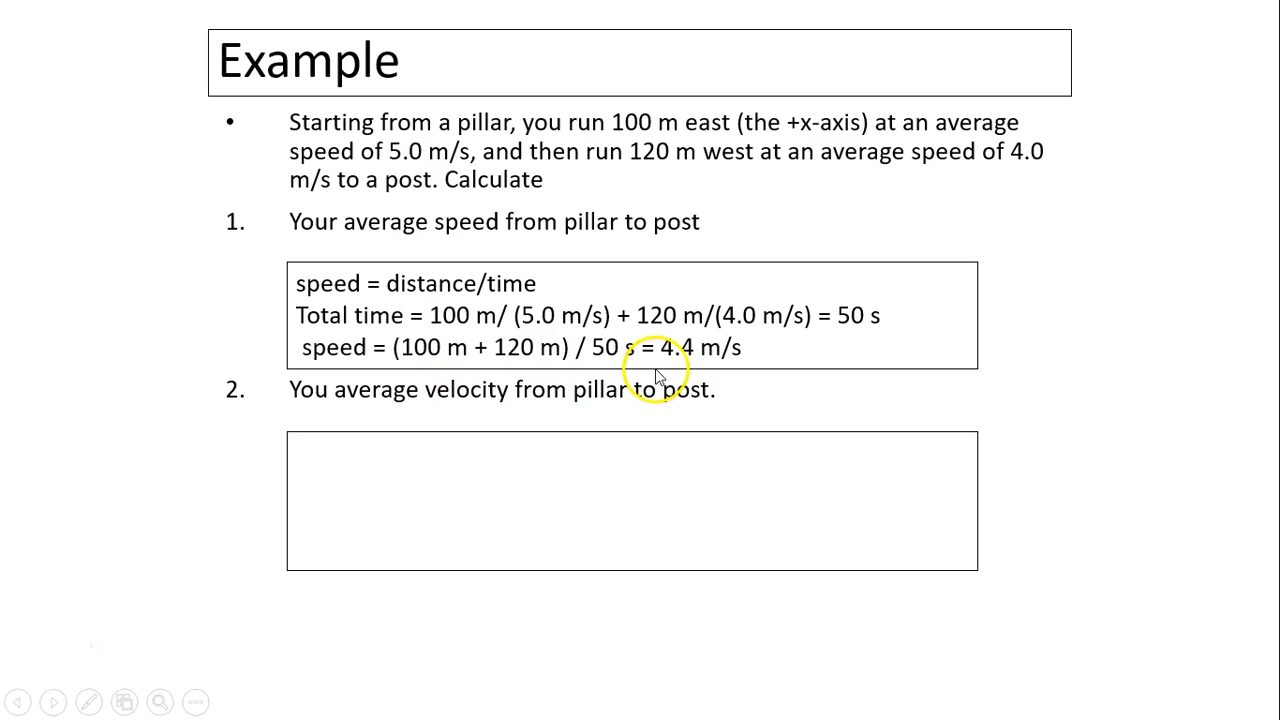 Example
• Starting from a pillar, you run 100 m east (the +x-axis) at an average
speed of 5.0 m/s, and then run 120 m west at an average speed of 4.0
m/s to a post. Calculate
1. Your average speed from pillar to post
speed = distance/time
Total time = 100 m/ (5.0 m/s) + 120 m/(4.0 m/s) = 50 s
speed = (100 m + 120 m) / 50 s = 4.4 m/s
2. You average velocity from pillar to post.